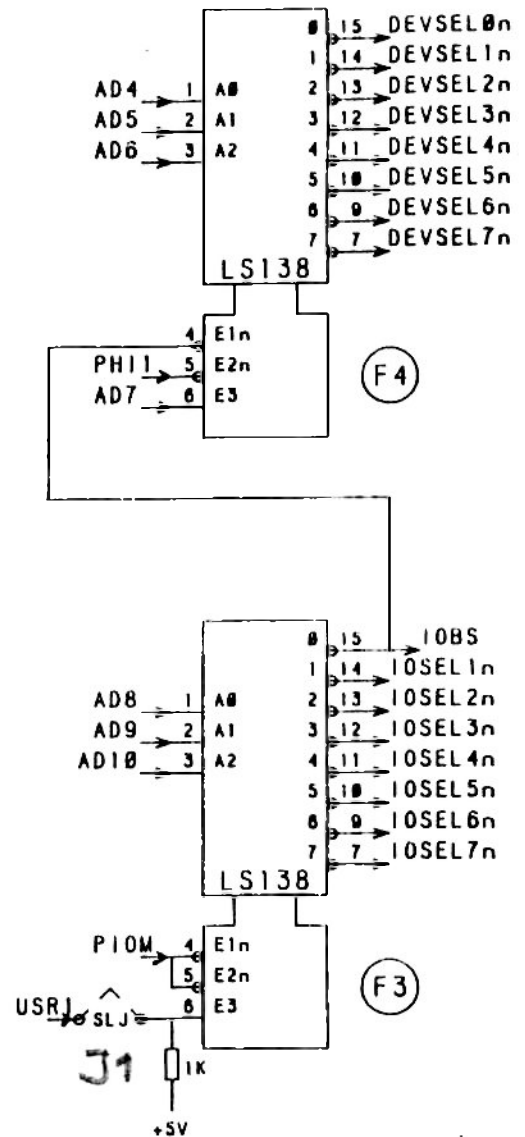 0 15 DEVSEL0n
1 14 DEVSEL1n
AD4 1 A0 2 13 DEVSEL2n
AD5 2 A1 3 12 DEVSEL3n
AD6 3 A2 4 11 DEVSEL4n
5 10 DEVSEL5n
6 9 DEVSEL6n
7 7 DEVSEL7n
LS138
4 E1n
PHI1 5 E2n
AD7 6 E3
F4
0 15 IOBS
1 14 IOSEL1n
AD8 1 A0 2 13 IOSEL2n
AD9 2 A1 3 12 IOSEL3n
AD10 3 A2 4 11 IOSEL4n
5 10 IOSEL5n
6 9 IOSEL6n
7 7 IOSEL7n
LS138
PIOM 4 E1n
5 E2n
USR1 SLJ 6 E3
F3
J1 1K
+5V